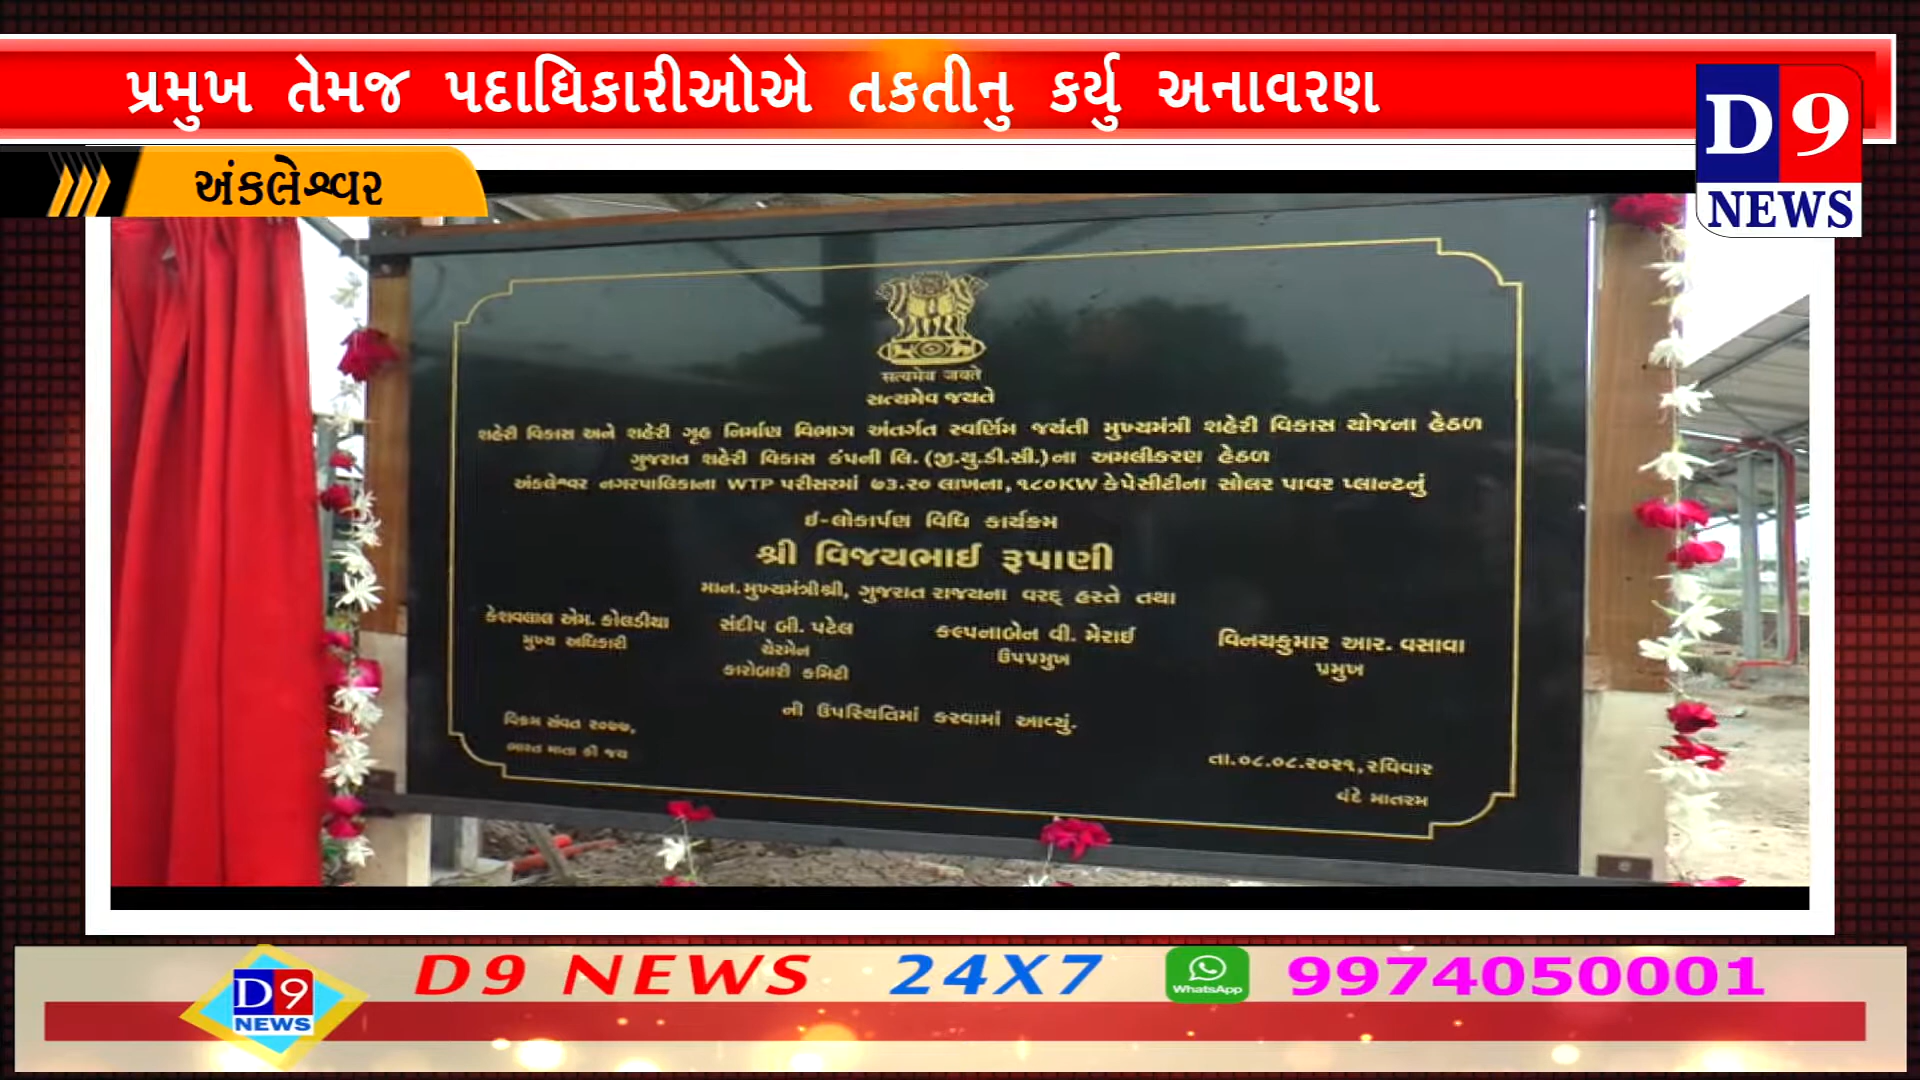 પ્રમુખ તેમજ પદાધિકારીઓએ તકતીનુ કર્યુ અનાવરણ
D9
NEWS
અંકલેશ્વર
सत्यमेव जयते
સત્યમેવ જયતે
શહેરી વિકાસ અને શહેરી ગૃહ નિર્માણ વિભાગ અંતર્ગત સ્વર્ણિમ જયંતી મુખ્યમંત્રી શહેરી વિકાસ યોજના હેઠળ
ગુજરાત શહેરી વિકાસ કંપની લિ.(જી.યુ.ડી.સી.)ના અમલીકરણ હેઠળ
અંકલેશ્વર નગરપાલિકાના WTP પરીસરમાં ૭૩.૨૦ લાખના, ૧૮૦KW કેપેસીટીના સોલર પાવર પ્લાન્ટનું
ઈ-લોકાર્પણ વિધિ કાર્યક્રમ
શ્રી વિજયભાઈ રૂપાણી
માન.મુખ્યમંત્રીશ્રી, ગુજરાત રાજ્યના વરદ્ હસ્તે તથા
કેશવલાલ એમ. કોલડીયા
મુખ્ય અધિકારી
સંદીપ બી. પટેલ
ચેરમેન
કારોબારી કમિટી
કલ્પનાબેન વી. મેરાઈ
ઉપપ્રમુખ
વિનયકુમાર આર. વસાવા
પ્રમુખ
ની ઉપસ્થિતિમાં કરવામાં આવ્યું.
વિક્રમ સંવત ૨૦૭૭,
ભારત માતા કી જય
તા.૦૮.૦૮.૨૦૨૧, રવિવાર
વંદે માતરમ
D9
NEWS
D9 NEWS 24X7
WhatsApp
9974050001